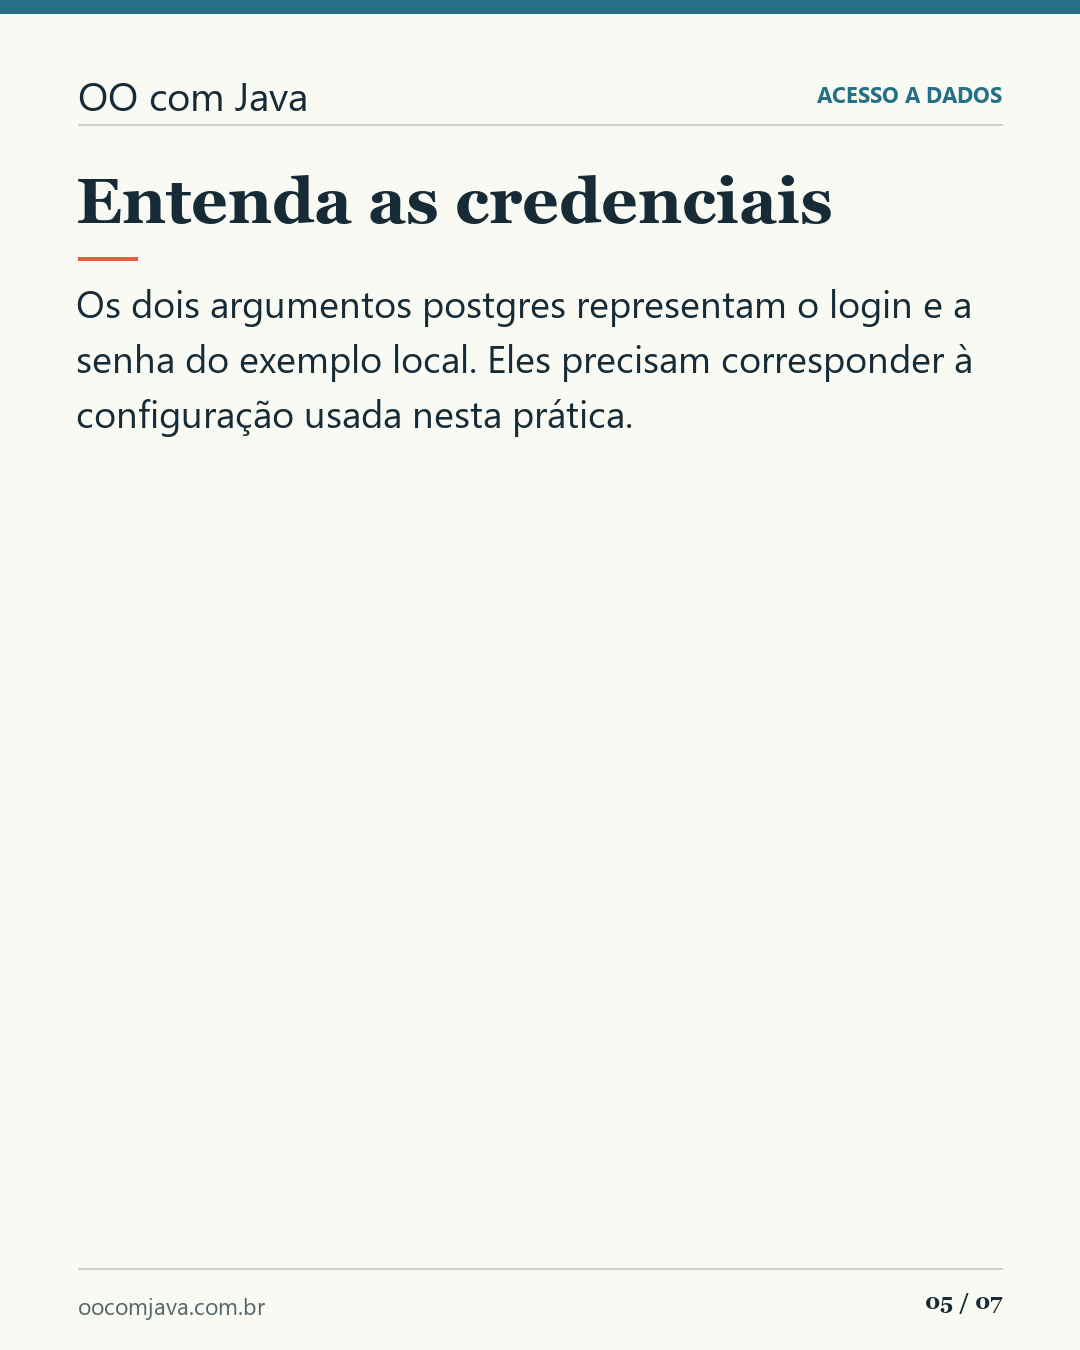 OO com Java
ACESSO A DADOS
Entenda as credenciais
Os dois argumentos postgres representam o login e a
senha do exemplo local. Eles precisam corresponder à
configuração usada nesta prática.
oocomjava.com.br
05 / 07